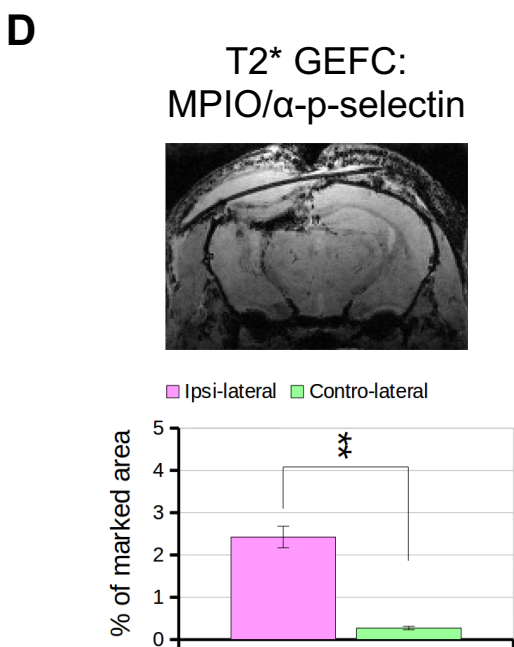 D
T2* GEFC:
MPIO/α-p-selectin
Ipsi-lateral Contro-lateral
% of marked area
5
**
4
3
2
1
0